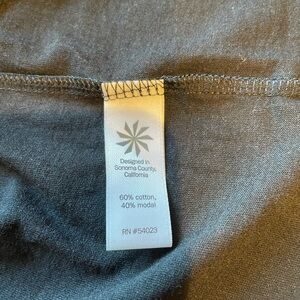 Designed in
Sonoma County,
California
60% cotton,
40% modal
RN #54023